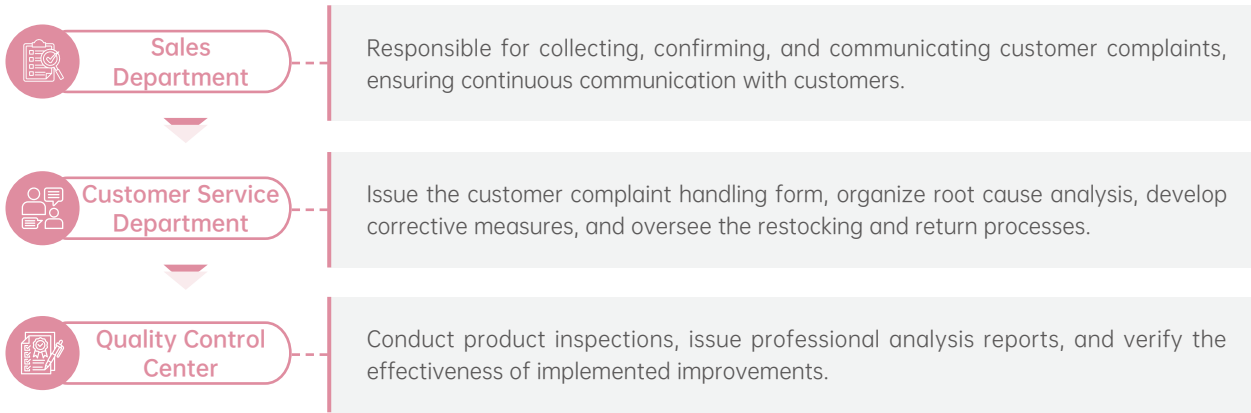 Sales
Department
Responsible for collecting, confirming, and communicating customer complaints,
ensuring continuous communication with customers.
Customer Service
Department
Issue the customer complaint handling form, organize root cause analysis, develop
corrective measures, and oversee the restocking and return processes.
Quality Control
Center
Conduct product inspections, issue professional analysis reports, and verify the
effectiveness of implemented improvements.